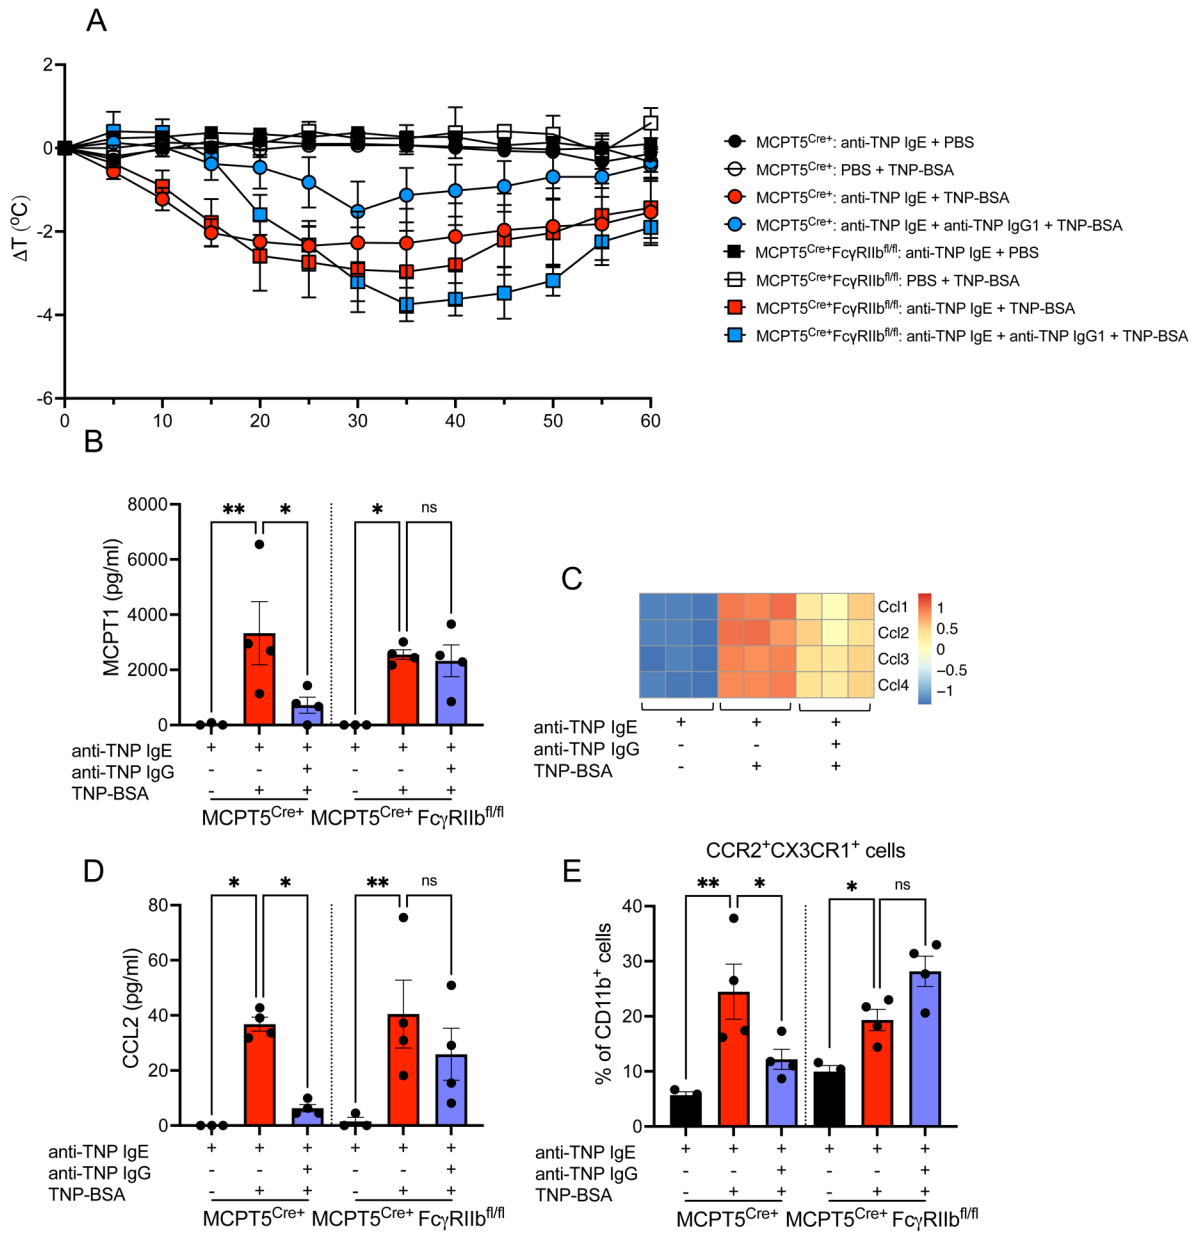 A
2
0
-2
-4
-6
ΔT (ºC)
0 10 20 30 40 50 60
MCPT5Cre+: anti-TNP IgE + PBS
MCPT5Cre+: PBS + TNP-BSA
MCPT5Cre+: anti-TNP IgE + TNP-BSA
MCPT5Cre+: anti-TNP IgE + anti-TNP IgG1 + TNP-BSA
MCPT5Cre+FcγRIIbfl/fl: anti-TNP IgE + PBS
MCPT5Cre+FcγRIIbfl/fl: PBS + TNP-BSA
MCPT5Cre+FcγRIIbfl/fl: anti-TNP IgE + TNP-BSA
MCPT5Cre+FcγRIIbfl/fl: anti-TNP IgE + anti-TNP IgG1 + TNP-BSA
B
8000
6000
4000
2000
0
MCPT1 (pg/ml)
** * * ns
anti-TNP IgE + + + + + +
anti-TNP IgG - - + - - +
TNP-BSA - + + - + +
MCPT5Cre+ MCPT5Cre+ FcγRIIbfl/fl
C
Ccl1
Ccl2
Ccl3
Ccl4
1
0.5
0
−0.5
−1
anti-TNP IgE + + +
anti-TNP IgG - - +
TNP-BSA - + +
D
80
60
40
20
0
CCL2 (pg/ml)
* * ** ns
anti-TNP IgE + + + + + +
anti-TNP IgG - - + - - +
TNP-BSA - + + - + +
MCPT5Cre+ MCPT5Cre+ FcγRIIbfl/fl
E
CCR2+CX3CR1+ cells
40
30
20
10
0
% of CD11b+ cells
** * * ns
anti-TNP IgE + + + + + +
anti-TNP IgG - - + - - +
TNP-BSA - + + - + +
MCPT5Cre+ MCPT5Cre+ FcγRIIbfl/fl